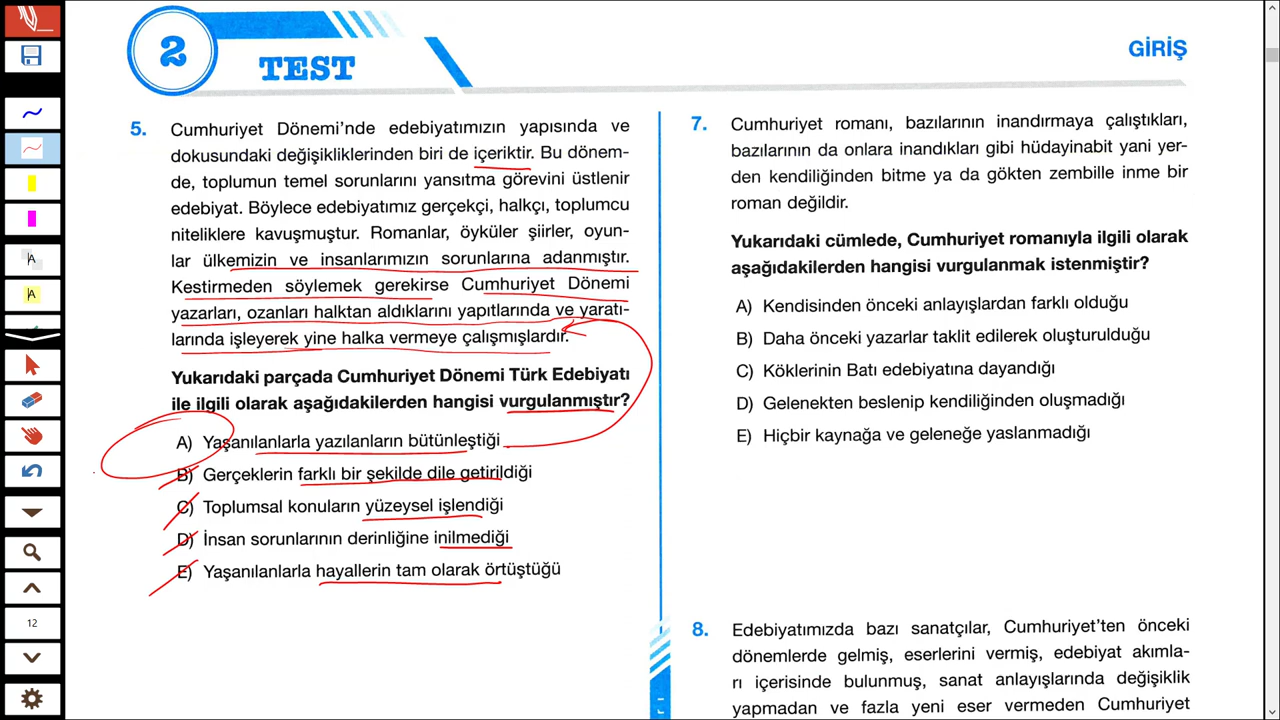 2
TEST
GİRİŞ
5. Cumhuriyet Dönemi'nde edebiyatımızın yapısında ve
dokusundaki değişikliklerinden biri de içeriktir. Bu dönem-
de, toplumun temel sorunlarını yansıtma görevini üstlenir
edebiyat. Böylece edebiyatımız gerçekçi, halkçı, toplumcu
niteliklere kavuşmuştur. Romanlar, öyküler şiirler, oyun-
lar ülkemizin ve insanlarımızın sorunlarına adanmıştır.
Kestirmeden söylemek gerekirse Cumhuriyet Dönemi
yazarları, ozanları halktan aldıklarını yapıtlarında ve yaratı-
larında işleyerek yine halka vermeye çalışmışlardır.
Yukarıdaki parçada Cumhuriyet Dönemi Türk Edebiyatı
ile ilgili olarak aşağıdakilerden hangisi vurgulanmıştır?
A) Yaşanılanlarla yazılanların bütünleştiği
B) Gerçeklerin farklı bir şekilde dile getirildiği
C) Toplumsal konuların yüzeysel işlendiği
D) İnsan sorunlarının derinliğine inilmediği
E) Yaşanılanlarla hayallerin tam olarak örtüştüğü
7. Cumhuriyet romanı, bazılarının inandırmaya çalıştıkları,
bazılarının da onlara inandıkları gibi hüdayinabit yani yer-
den kendiliğinden bitme ya da gökten zembille inme bir
roman değildir.
Yukarıdaki cümlede, Cumhuriyet romanıyla ilgili olarak
aşağıdakilerden hangisi vurgulanmak istenmiştir?
A) Kendisinden önceki anlayışlardan farklı olduğu
B) Daha önceki yazarlar taklit edilerek oluşturulduğu
C) Köklerinin Batı edebiyatına dayandığı
D) Gelenekten beslenip kendiliğinden oluşmadığı
E) Hiçbir kaynağa ve geleneğe yaslanmadığı
8. Edebiyatımızda bazı sanatçılar, Cumhuriyet'ten önceki
dönemlerde gelmiş, eserlerini vermiş, edebiyat akımla-
rı içerisinde bulunmuş, sanat anlayışlarında değişiklik
yapmadan ve fazla yeni eser vermeden Cumhuriyet
A
A
12